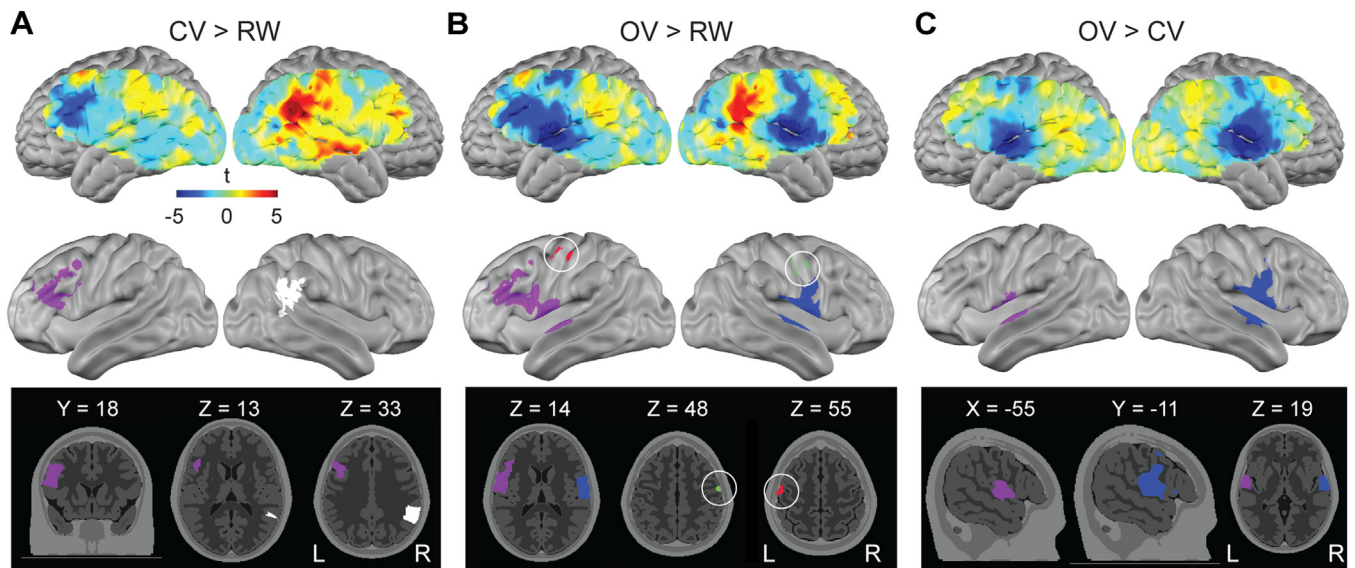 A
CV > RW
B
OV > RW
C
OV > CV
t
-5 0 5
Y = 18 Z = 13 Z = 33
L R
Z = 14 Z = 48 Z = 55
L R
X = -55 Y = -11 Z = 19
L R